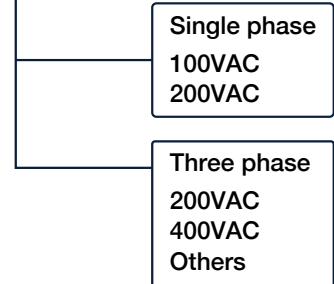 Single phase
100VAC
200VAC
Three phase
200VAC
400VAC
Others